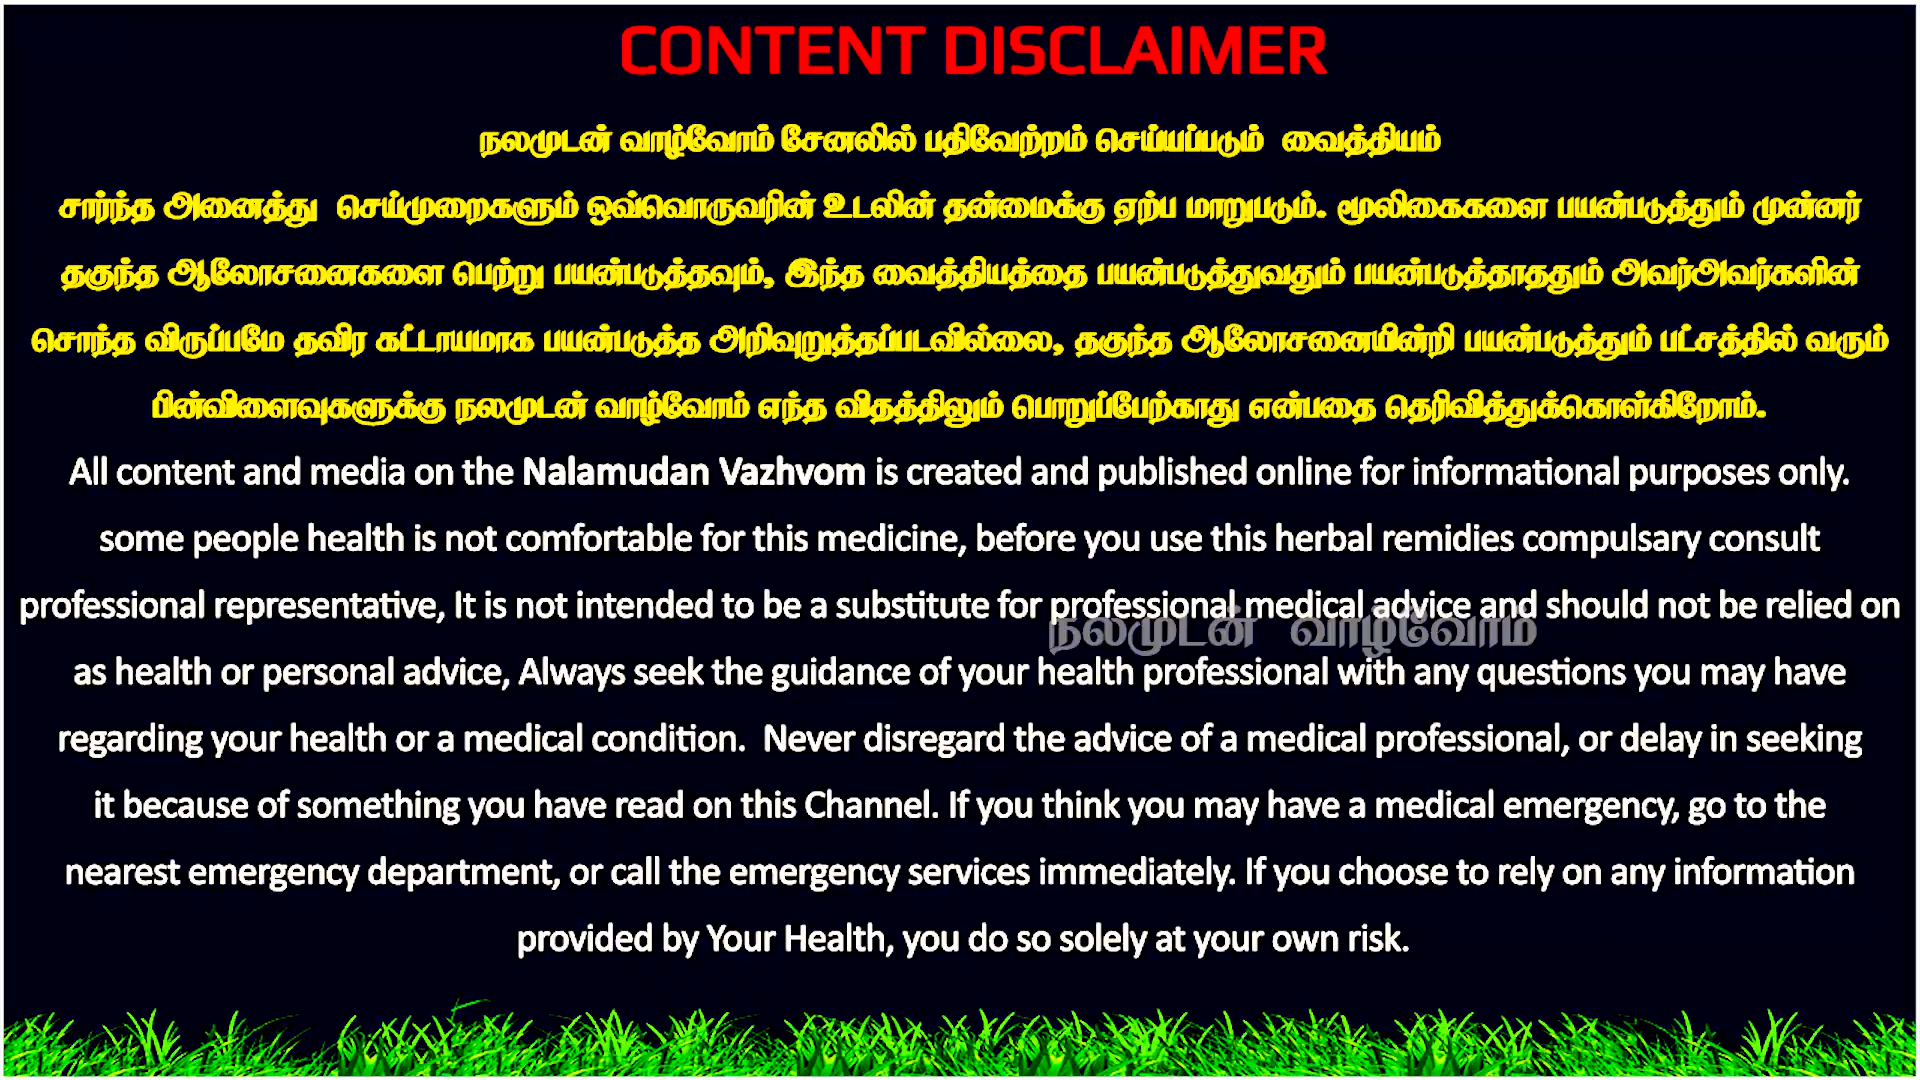 CONTENT DISCLAIMER
நலமுடன் வாழ்வோம் சேனலில் பதிவேற்றம் செய்யப்படும் வைத்தியம்
சார்ந்த அனைத்து செய்முறைகளும் ஒவ்வொருவரின் உடலின் தன்மைக்கு ஏற்ப மாறுபடும். மூலிகைகளை பயன்படுத்தும் முன்னர்
தகுந்த ஆலோசனைகளை பெற்று பயன்படுத்தவும், இந்த வைத்தியத்தை பயன்படுத்துவதும் பயன்படுத்தாததும் அவர்அவர்களின்
சொந்த விருப்பமே தவிர கட்டாயமாக பயன்படுத்த அறிவுறுத்தப்படவில்லை, தகுந்த ஆலோசனையின்றி பயன்படுத்தும் பட்சத்தில் வரும்
பின்விளைவுகளுக்கு நலமுடன் வாழ்வோம் எந்த விதத்திலும் பொறுப்பேற்காது என்பதை தெரிவித்துக்கொள்கிறோம்.
All content and media on the Nalamudan Vazhvom is created and published online for informational purposes only.
some people health is not comfortable for this medicine, before you use this herbal remidies compulsary consult
professional representative, It is not intended to be a substitute for professional medical advice and should not be relied on
நலமுடன் வாழ்வோம்
as health or personal advice, Always seek the guidance of your health professional with any questions you may have
regarding your health or a medical condition. Never disregard the advice of a medical professional, or delay in seeking
it because of something you have read on this Channel. If you think you may have a medical emergency, go to the
nearest emergency department, or call the emergency services immediately. If you choose to rely on any information
provided by Your Health, you do so solely at your own risk.